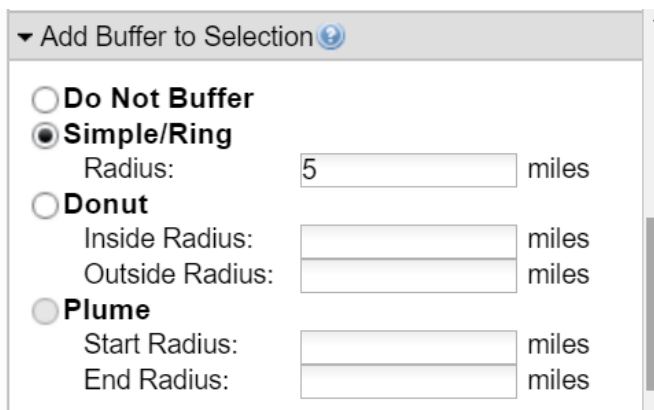 Add Buffer to Selection ?
Do Not Buffer
Simple/Ring
Radius: 5 miles
Donut
Inside Radius: miles
Outside Radius: miles
Plume
Start Radius: miles
End Radius: miles